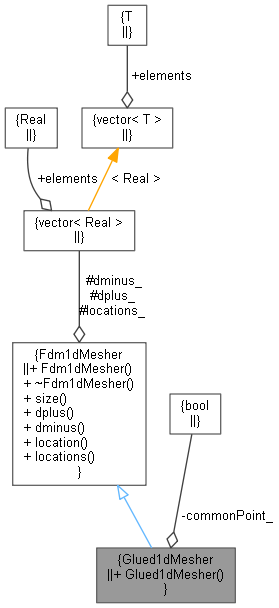 {T
||}
+elements
{Real
||}
{vector< T >
||}
+elements
< Real >
{vector< Real >
||}
#dminus_
#dplus_
#locations_
{Fdm1dMesher
||+ Fdm1dMesher()
+ ~Fdm1dMesher()
+ size()
+ dplus()
+ dminus()
+ location()
+ locations()
}
{bool
||}
-commonPoint_
{Glued1dMesher
||+ Glued1dMesher()
}